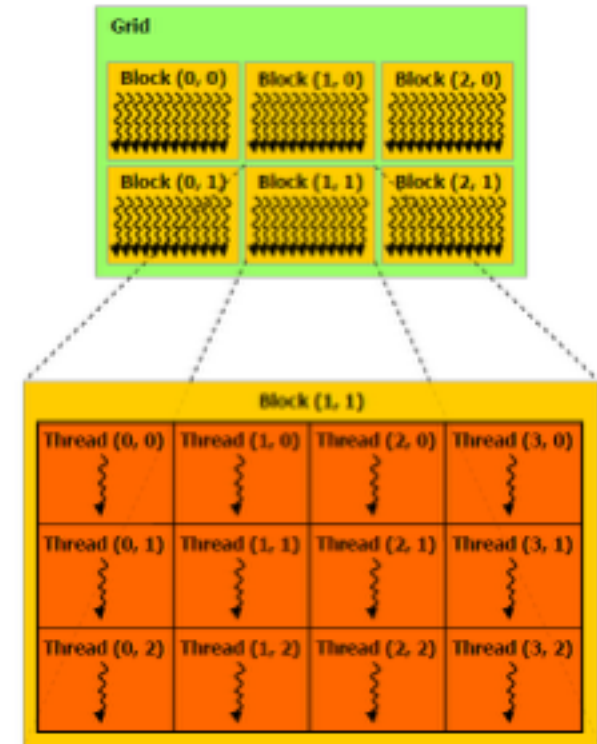 Grid
Block (0, 0) Block (1, 0) Block (2, 0)
Block (0, 1) Block (1, 1) Block (2, 1)
Block (1, 1)
Thread (0, 0) Thread (1, 0) Thread (2, 0) Thread (3, 0)
Thread (0, 1) Thread (1, 1) Thread (2, 1) Thread (3, 1)
Thread (0, 2) Thread (1, 2) Thread (2, 2) Thread (3, 2)